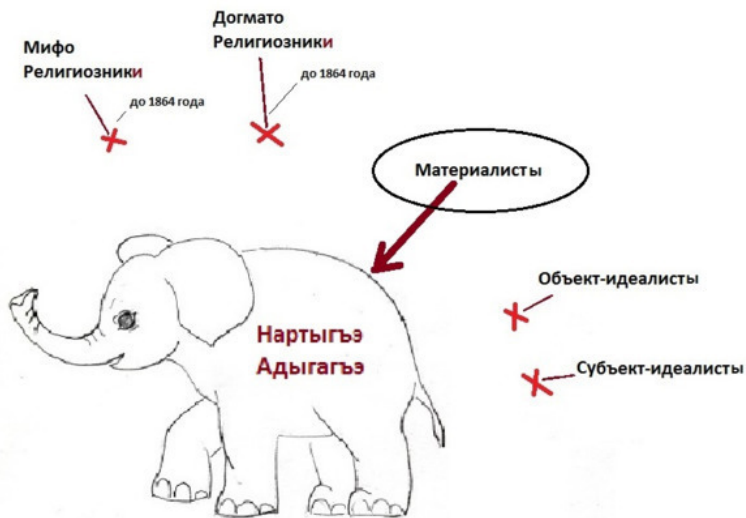 Мифо
Религиозники
до 1864 года
Догмато
Религиозники
до 1864 года
Материалисты
Объект-идеалисты
Субъект-идеалисты
Нартыгъэ
Адыгагъэ